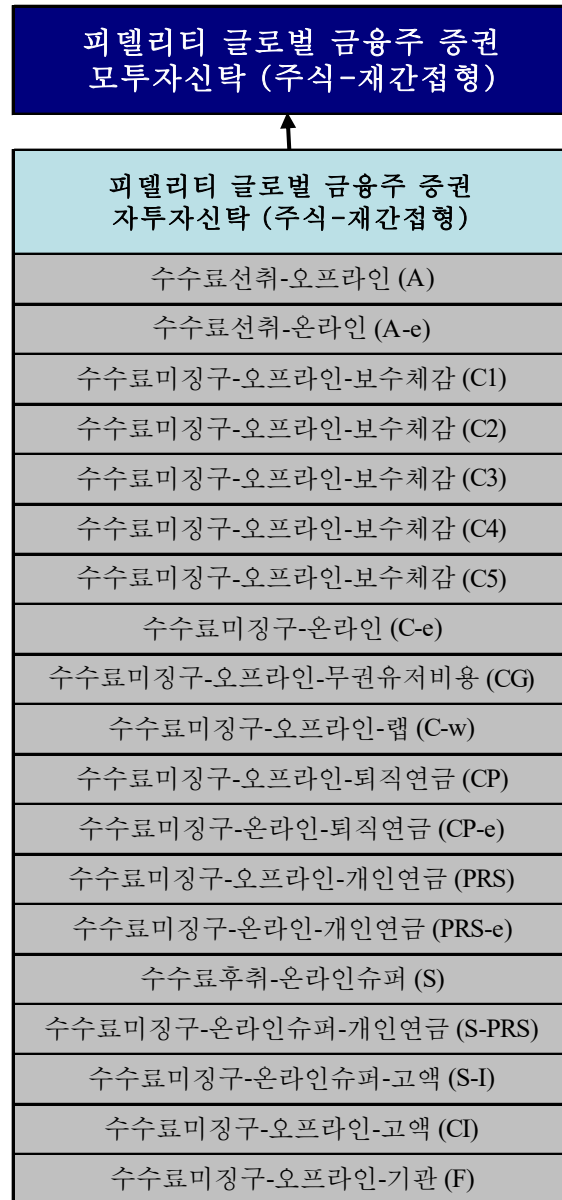 피델리티 글로벌 금융주 증권
모투자신탁 (주식-재간접형)
피델리티 글로벌 금융주 증권
자투자신탁 (주식-재간접형)
수수료선취-오프라인 (A)
수수료선취-온라인 (A-e)
수수료미징구-오프라인-보수체감 (C1)
수수료미징구-오프라인-보수체감 (C2)
수수료미징구-오프라인-보수체감 (C3)
수수료미징구-오프라인-보수체감 (C4)
수수료미징구-오프라인-보수체감 (C5)
수수료미징구-온라인 (C-e)
수수료미징구-오프라인-무권유저비용 (CG)
수수료미징구-오프라인-랩 (C-w)
수수료미징구-오프라인-퇴직연금 (CP)
수수료미징구-온라인-퇴직연금 (CP-e)
수수료미징구-오프라인-개인연금 (PRS)
수수료미징구-온라인-개인연금 (PRS-e)
수수료후취-온라인슈퍼 (S)
수수료미징구-온라인슈퍼-개인연금 (S-PRS)
수수료미징구-온라인슈퍼-고액 (S-I)
수수료미징구-오프라인-고액 (CI)
수수료미징구-오프라인-기관 (F)